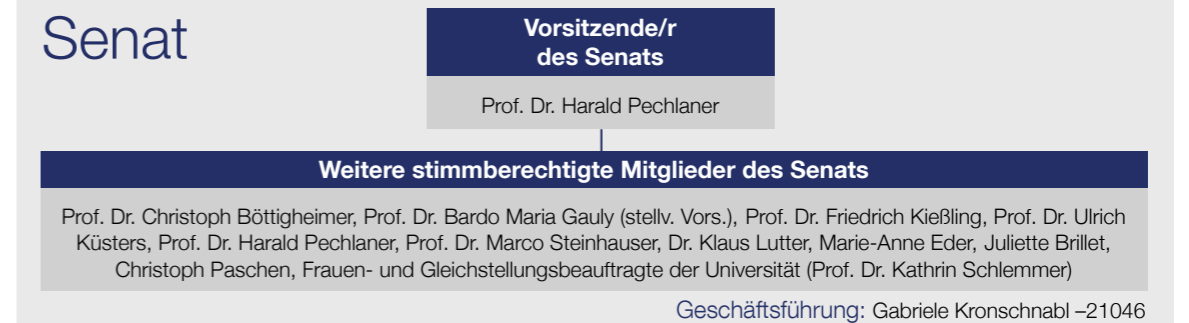 Senat
Vorsitzende/r
des Senats
Prof. Dr. Harald Pechlaner
Weitere stimmberechtigte Mitglieder des Senats
Prof. Dr. Christoph Böttigheimer, Prof. Dr. Bardo Maria Gauly (stellv. Vors.), Prof. Dr. Friedrich Kießling, Prof. Dr. Ulrich
Küsters, Prof. Dr. Harald Pechlaner, Prof. Dr. Marco Steinhauser, Dr. Klaus Lutter, Marie-Anne Eder, Juliette Brillet,
Christoph Paschen, Frauen- und Gleichstellungsbeauftragte der Universität (Prof. Dr. Kathrin Schlemmer)
Geschäftsführung: Gabriele Kronschnabl –21046